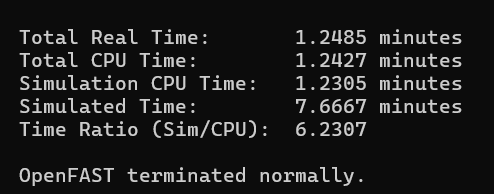 Total Real Time:       1.2485 minutes
Total CPU Time:        1.2427 minutes
Simulation CPU Time:   1.2305 minutes
Simulated Time:        7.6667 minutes
Time Ratio (Sim/CPU):  6.2307
OpenFAST terminated normally.